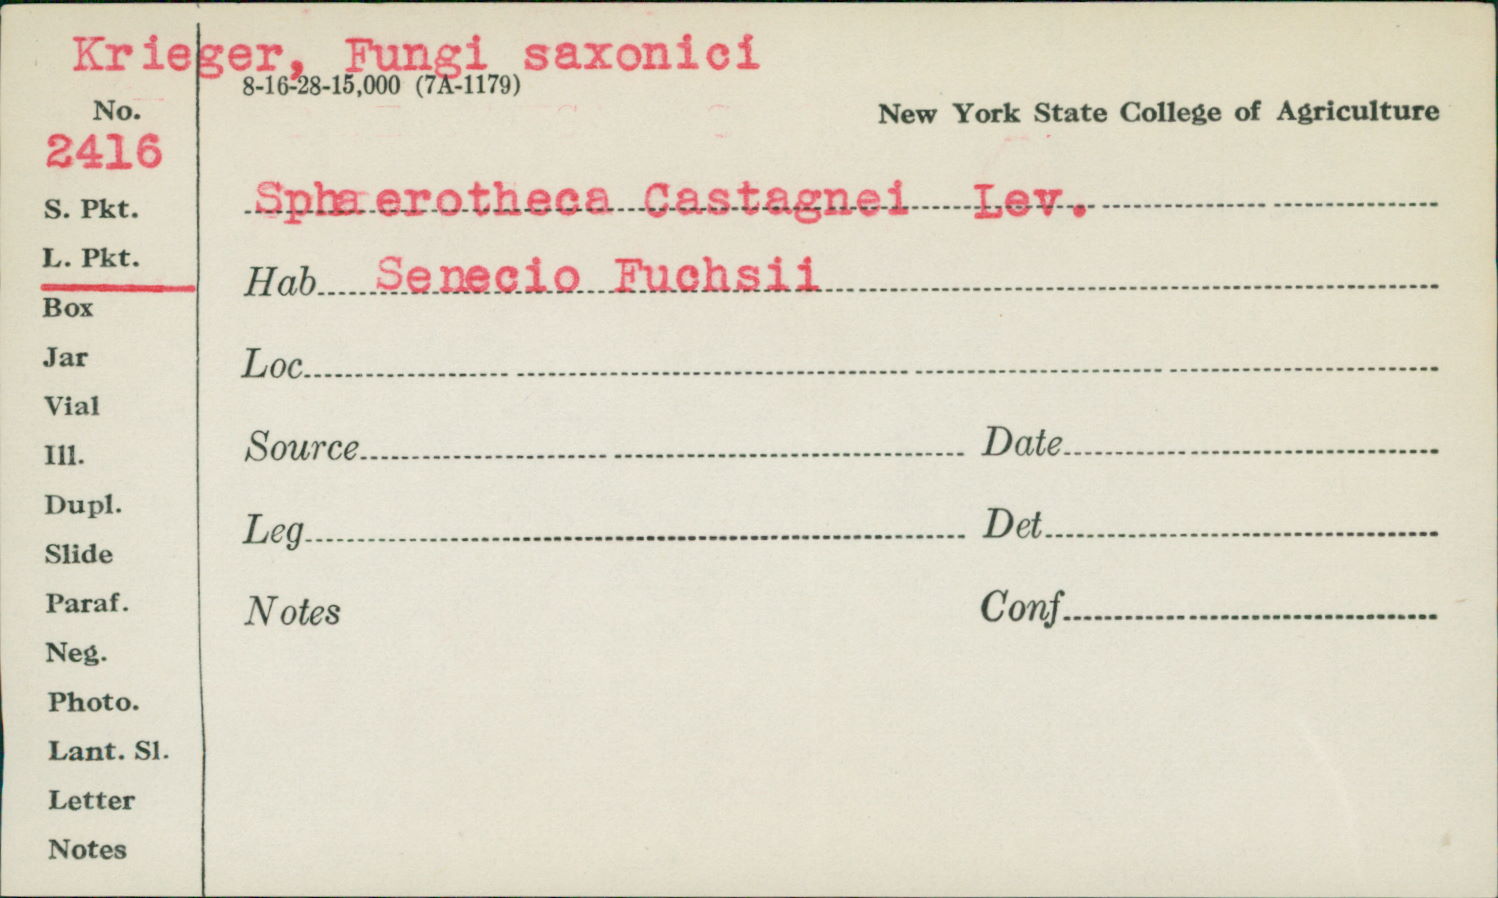 Krieger, Fungi saxonici
8-16-28-15,000 (7A-1179)
No.
New York State College of Agriculture
2416
Sphaerotheca Castagnei Lev.
S. Pkt.
L. Pkt.
Hab. Senecio Fuchsii
Box
Jar
Loc.
Vial
Ill.
Source
Date
Dupl.
Leg
Det
Slide
Paraf.
Notes
Conf
Neg.
Photo.
Lant. Sl.
Letter
Notes